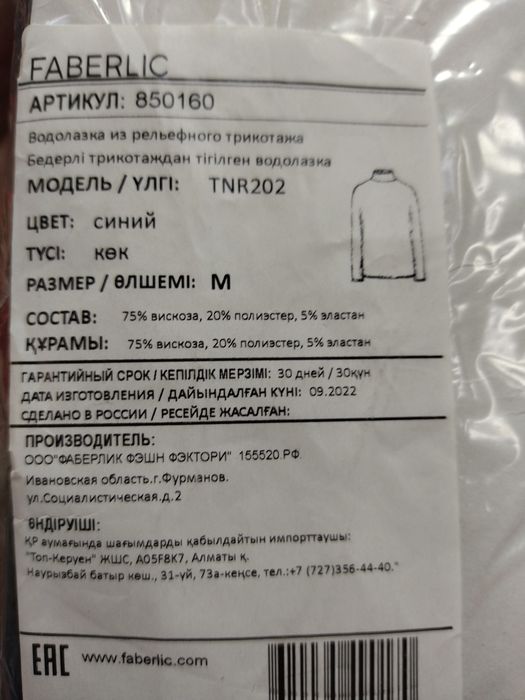 FABERLIC
АРТИКУЛ: 850160
Водолазка из рельефного трикотажа
Бедерлі трикотаждан тігілген водолазка
МОДЕЛЬ / ҮЛГІ: TNR202
ЦВЕТ: синий
ТҮСІ: көк
РАЗМЕР / ӨЛШЕМІ: M
СОСТАВ: 75% вискоза, 20% полиэстер, 5% эластан
ҚҰРАМЫ: 75% вискоза, 20% полиэстер, 5% эластан
ГАРАНТИЙНЫЙ СРОК / КЕПІЛДІК МЕРЗІМІ: 30 дней / 30күн
ДАТА ИЗГОТОВЛЕНИЯ / ДАЙЫНДАЛҒАН КҮНІ: 09.2022
СДЕЛАНО В РОССИИ / РЕСЕЙДЕ ЖАСАЛҒАН:
ПРОИЗВОДИТЕЛЬ:
ООО"ФАБЕРЛИК ФЭШН ФЭКТОРИ" 155520.РФ.
Ивановская область.г.Фурманов.
ул.Социалистическая.д.2
ӨНДІРУШІ:
ҚР аумағында шағымдарды қабылдайтын импорттаушы:
"Топ-Керуен" ЖШС, A05F8K7, Алматы қ.
Наурызбай батыр көш., 31-үй, 73а-кеңсе, тел.:+7 (727)356-44-40."
ЕАС www.faberlic.com